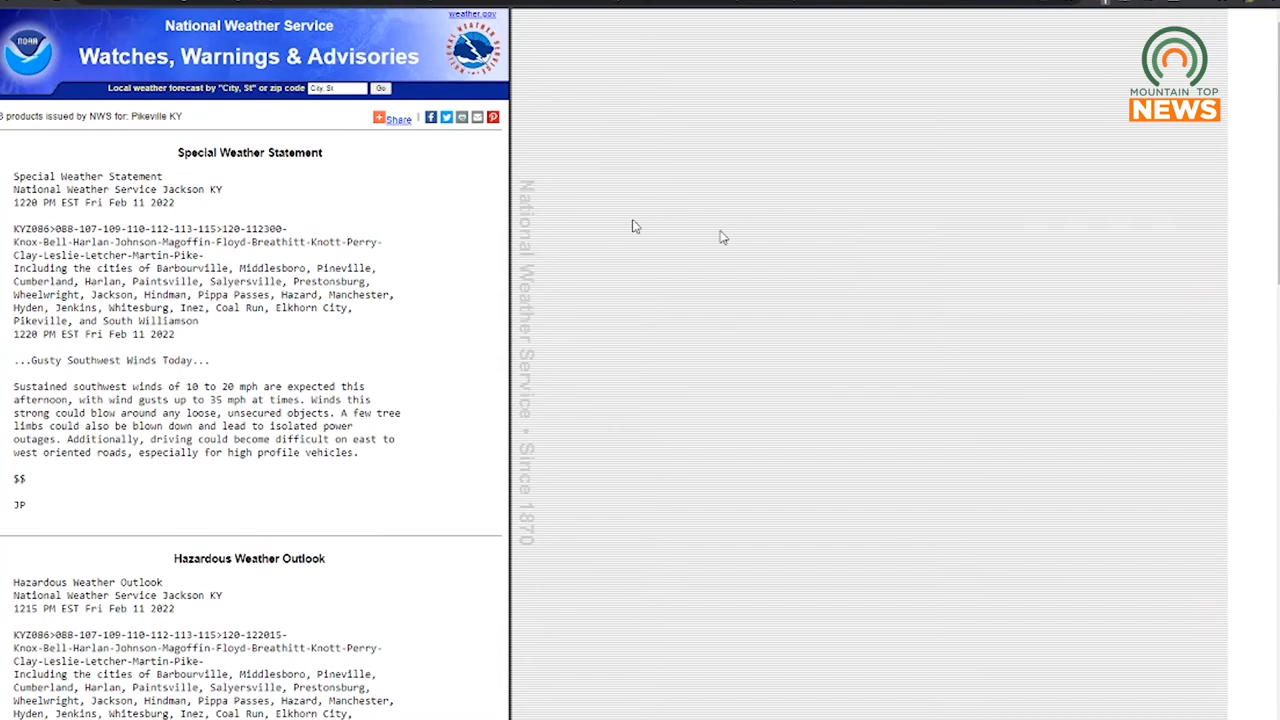 weather.gov
National Weather Service
NOAA
Watches, Warnings & Advisories
Local weather forecast by "City, St" or zip code City, St Go
products issued by NWS for: Pikeville KY
Share
MOUNTAIN TOP
NEWS
Special Weather Statement
Special Weather Statement
National Weather Service Jackson KY
1220 PM EST Fri Feb 11 2022
KYZ086>088-107-109-110-112-113-115>120-112300-
Knox-Bell-Harlan-Johnson-Magoffin-Floyd-Breathitt-Knott-Perry-
Clay-Leslie-Letcher-Martin-Pike-
Including the cities of Barbourville, Middlesboro, Pineville,
Cumberland, Harlan, Paintsville, Salyersville, Prestonsburg,
Wheelwright, Jackson, Hindman, Pippa Passes, Hazard, Manchester,
Hyden, Jenkins, Whitesburg, Inez, Coal Run, Elkhorn City,
Pikeville, and South Williamson
1220 PM EST Fri Feb 11 2022
...Gusty Southwest Winds Today...
Sustained southwest winds of 10 to 20 mph are expected this
afternoon, with wind gusts up to 35 mph at times. Winds this
strong could blow around any loose, unsecured objects. A few tree
limbs could also be blown down and lead to isolated power
outages. Additionally, driving could become difficult on east to
west oriented roads, especially for high profile vehicles.
$$
JP
Hazardous Weather Outlook
Hazardous Weather Outlook
National Weather Service Jackson KY
1215 PM EST Fri Feb 11 2022
KYZ086>088-107-109-110-112-113-115>120-122015-
Knox-Bell-Harlan-Johnson-Magoffin-Floyd-Breathitt-Knott-Perry-
Clay-Leslie-Letcher-Martin-Pike-
Including the cities of Barbourville, Middlesboro, Pineville,
Cumberland, Harlan, Paintsville, Salyersville, Prestonsburg,
Wheelwright, Jackson, Hindman, Pippa Passes, Hazard, Manchester,
Hyden, Jenkins, Whitesburg, Inez, Coal Run, Elkhorn City,
National Weather Service - Since 1870